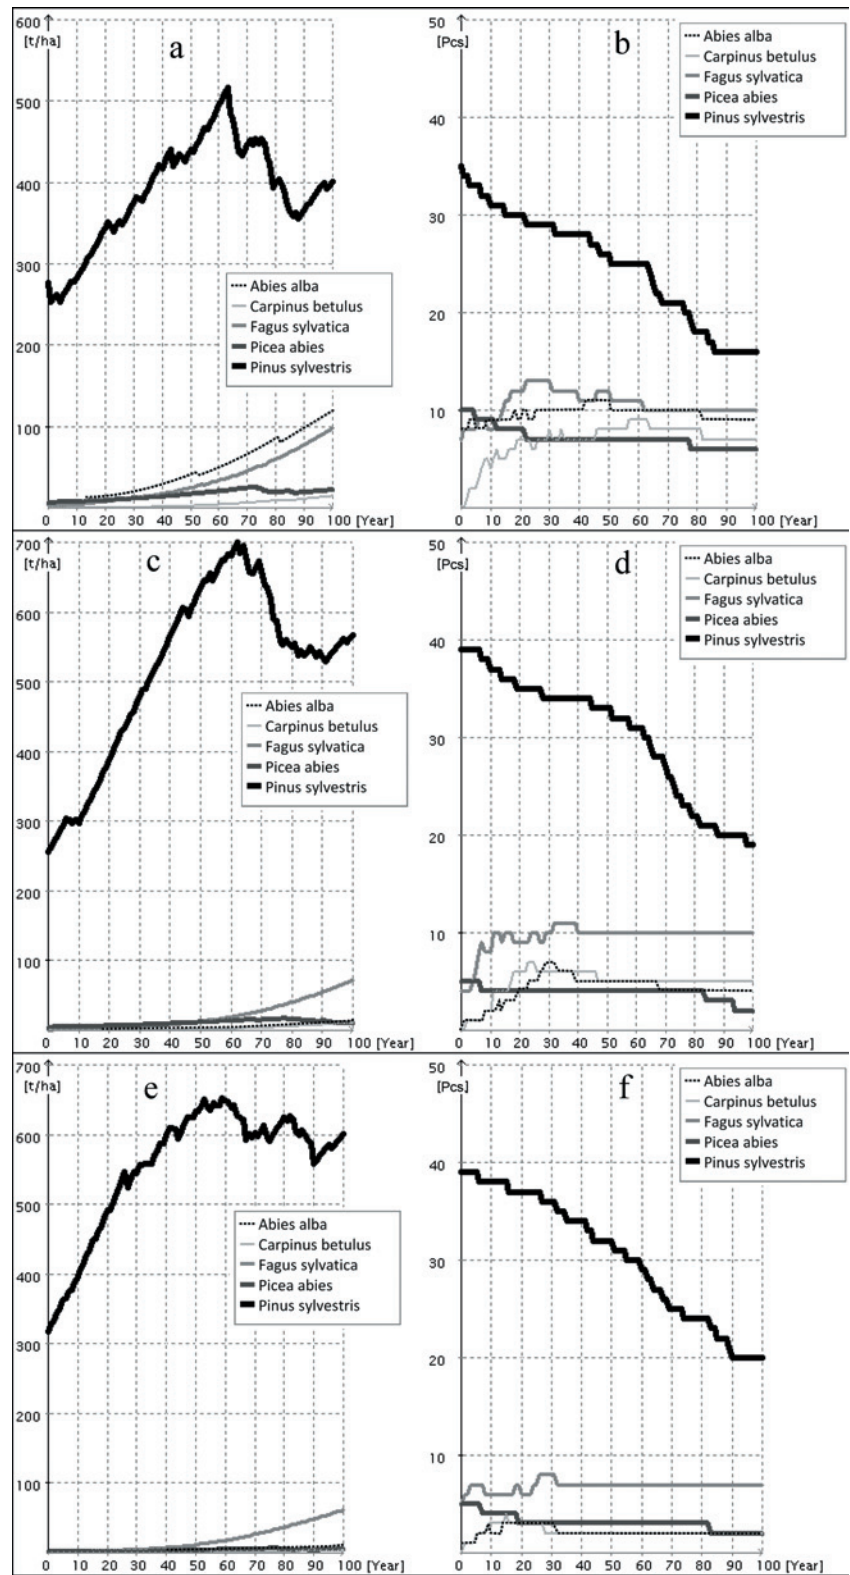 600
[t/ha]
a
500
400
300
200
100
Abies alba
Carpinus betulus
Fagus sylvatica
Picea abies
Pinus sylvestris
0 10 20 30 40 50 60 70 80 90 100 [Year]
50
[Pcs]
b
40
30
20
10
Abies alba
Carpinus betulus
Fagus sylvatica
Picea abies
Pinus sylvestris
0 10 20 30 40 50 60 70 80 90 100
[Year]
700
[t/ha]
c
600
500
400
300
200
100
Abies alba
Carpinus betulus
Fagus sylvatica
Picea abies
Pinus sylvestris
0 10 20 30 40 50 60 70 80 90 100 [Year]
50
[Pcs]
d
40
30
20
10
Abies alba
Carpinus betulus
Fagus sylvatica
Picea abies
Pinus sylvestris
0 10 20 30 40 50 60 70 80 90 100
[Year]
700
[t/ha]
e
600
500
400
300
200
100
Abies alba
Carpinus betulus
Fagus sylvatica
Picea abies
Pinus sylvestris
0 10 20 30 40 50 60 70 80 90 100 [Year]
50
[Pcs]
f
40
30
20
10
Abies alba
Carpinus betulus
Fagus sylvatica
Picea abies
Pinus sylvestris
0 10 20 30 40 50 60 70 80 90 100
[Year]